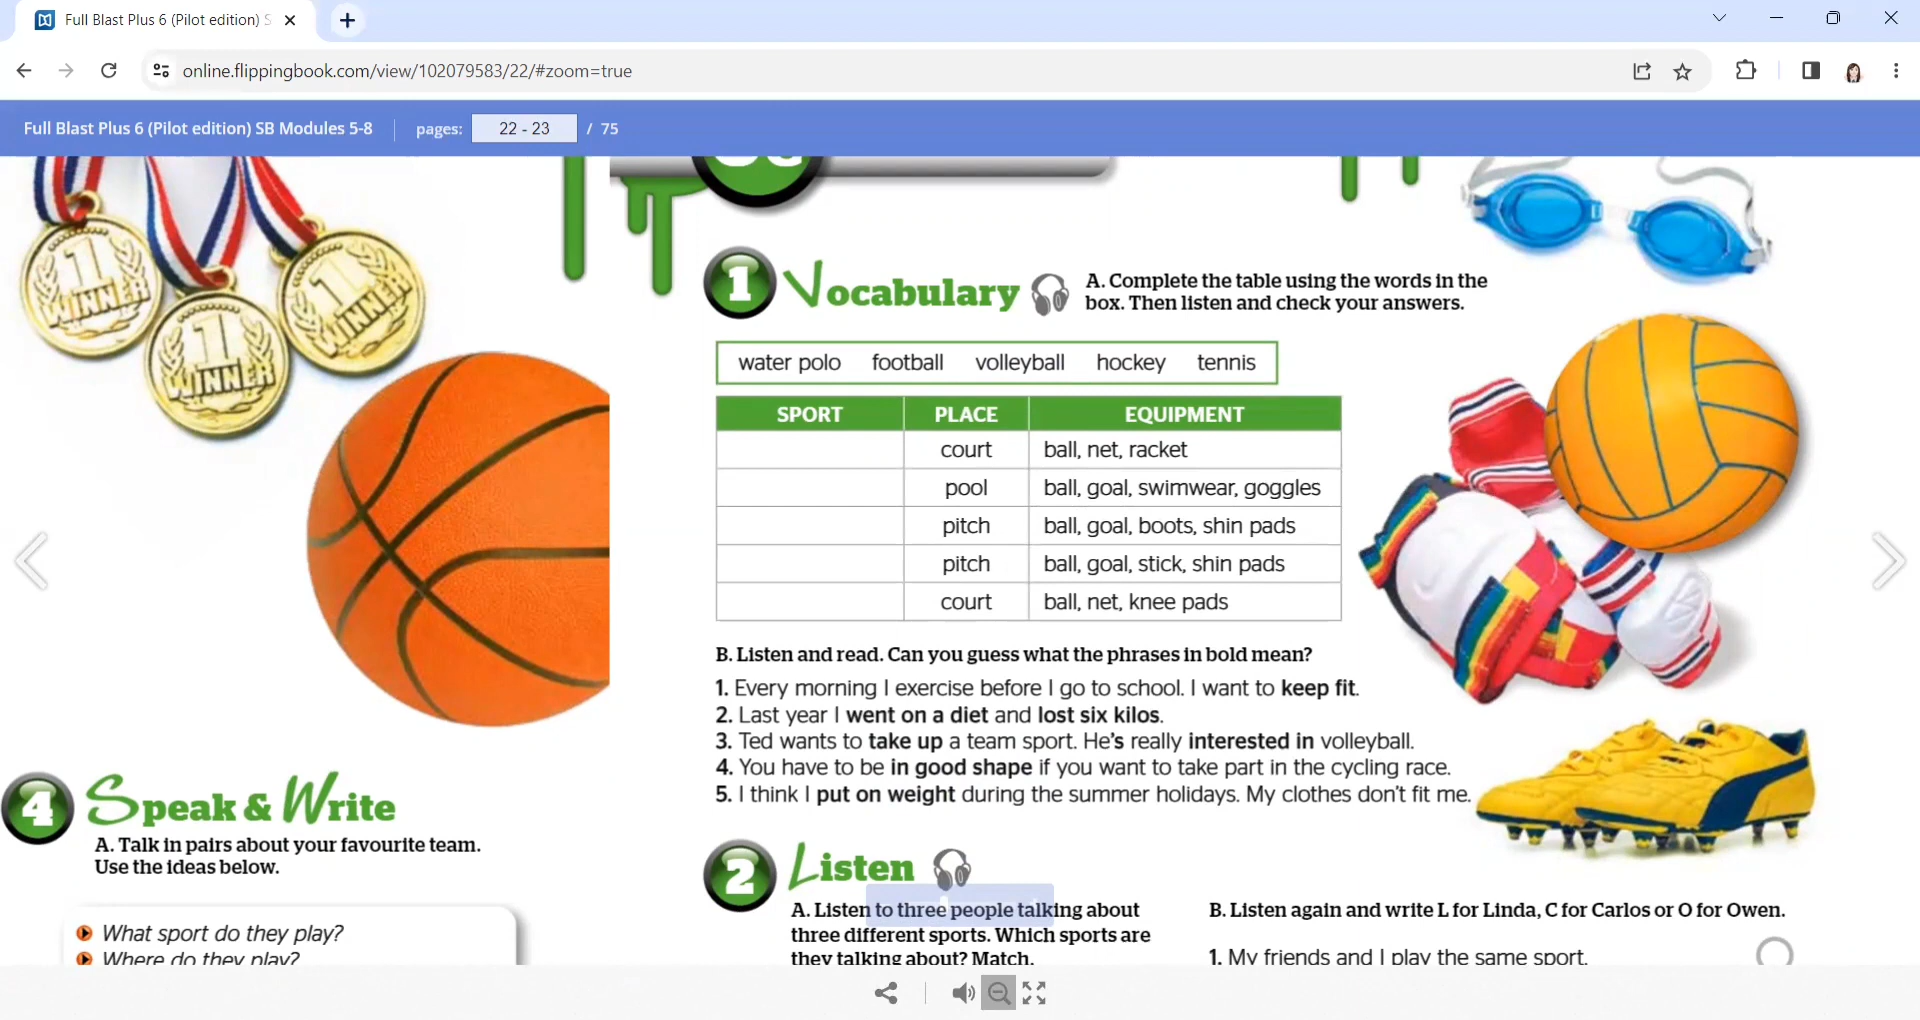 Full Blast Plus 6 (Pilot edition) S
online.flippingbook.com/view/102079583/22/#zoom=true
Full Blast Plus 6 (Pilot edition) SB Modules 5-8
pages: 22 - 23 / 75
1 WINNER
1 WINNER
1 WINNER
4 Speak & Write
A. Talk in pairs about your favourite team.
Use the ideas below.
What sport do they play?
Where do they play?
1 Vocabulary
A. Complete the table using the words in the
box. Then listen and check your answers.
water polo football volleyball hockey tennis
SPORT PLACE EQUIPMENT
court ball, net, racket
pool ball, goal, swimwear, goggles
pitch ball, goal, boots, shin pads
pitch ball, goal, stick, shin pads
court ball, net, knee pads
B. Listen and read. Can you guess what the phrases in bold mean?
1. Every morning I exercise before I go to school. I want to keep fit.
2. Last year I went on a diet and lost six kilos.
3. Ted wants to take up a team sport. He's really interested in volleyball.
4. You have to be in good shape if you want to take part in the cycling race.
5. I think I put on weight during the summer holidays. My clothes don't fit me.
2 Listen
A. Listen to three people talking about
three different sports. Which sports are
they talking about? Match.
B. Listen again and write L for Linda, C for Carlos or O for Owen.
1. My friends and I play the same sport.